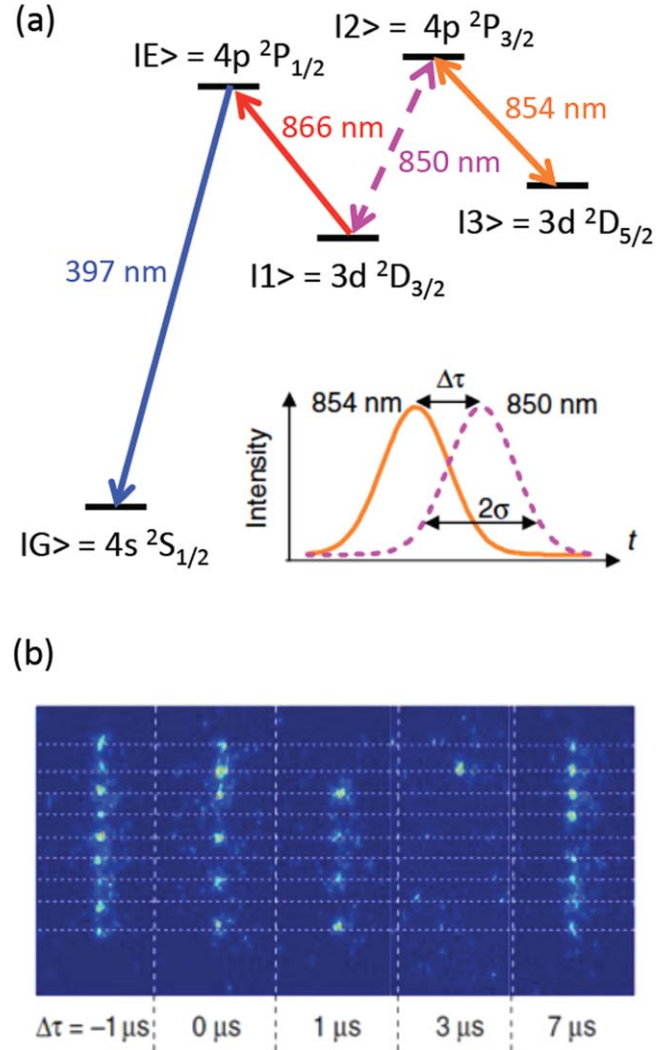 (a)
IE> = 4p ²P₁/₂
I2> = 4p ²P₃/₂
866 nm
850 nm
854 nm
397 nm
I1> = 3d ²D₃/₂
I3> = 3d ²D₅/₂
IG> = 4s ²S₁/₂
Δτ
854 nm
850 nm
Intensity
2σ
t
(b)
Δτ = −1 μs 0 μs 1 μs 3 μs 7 μs